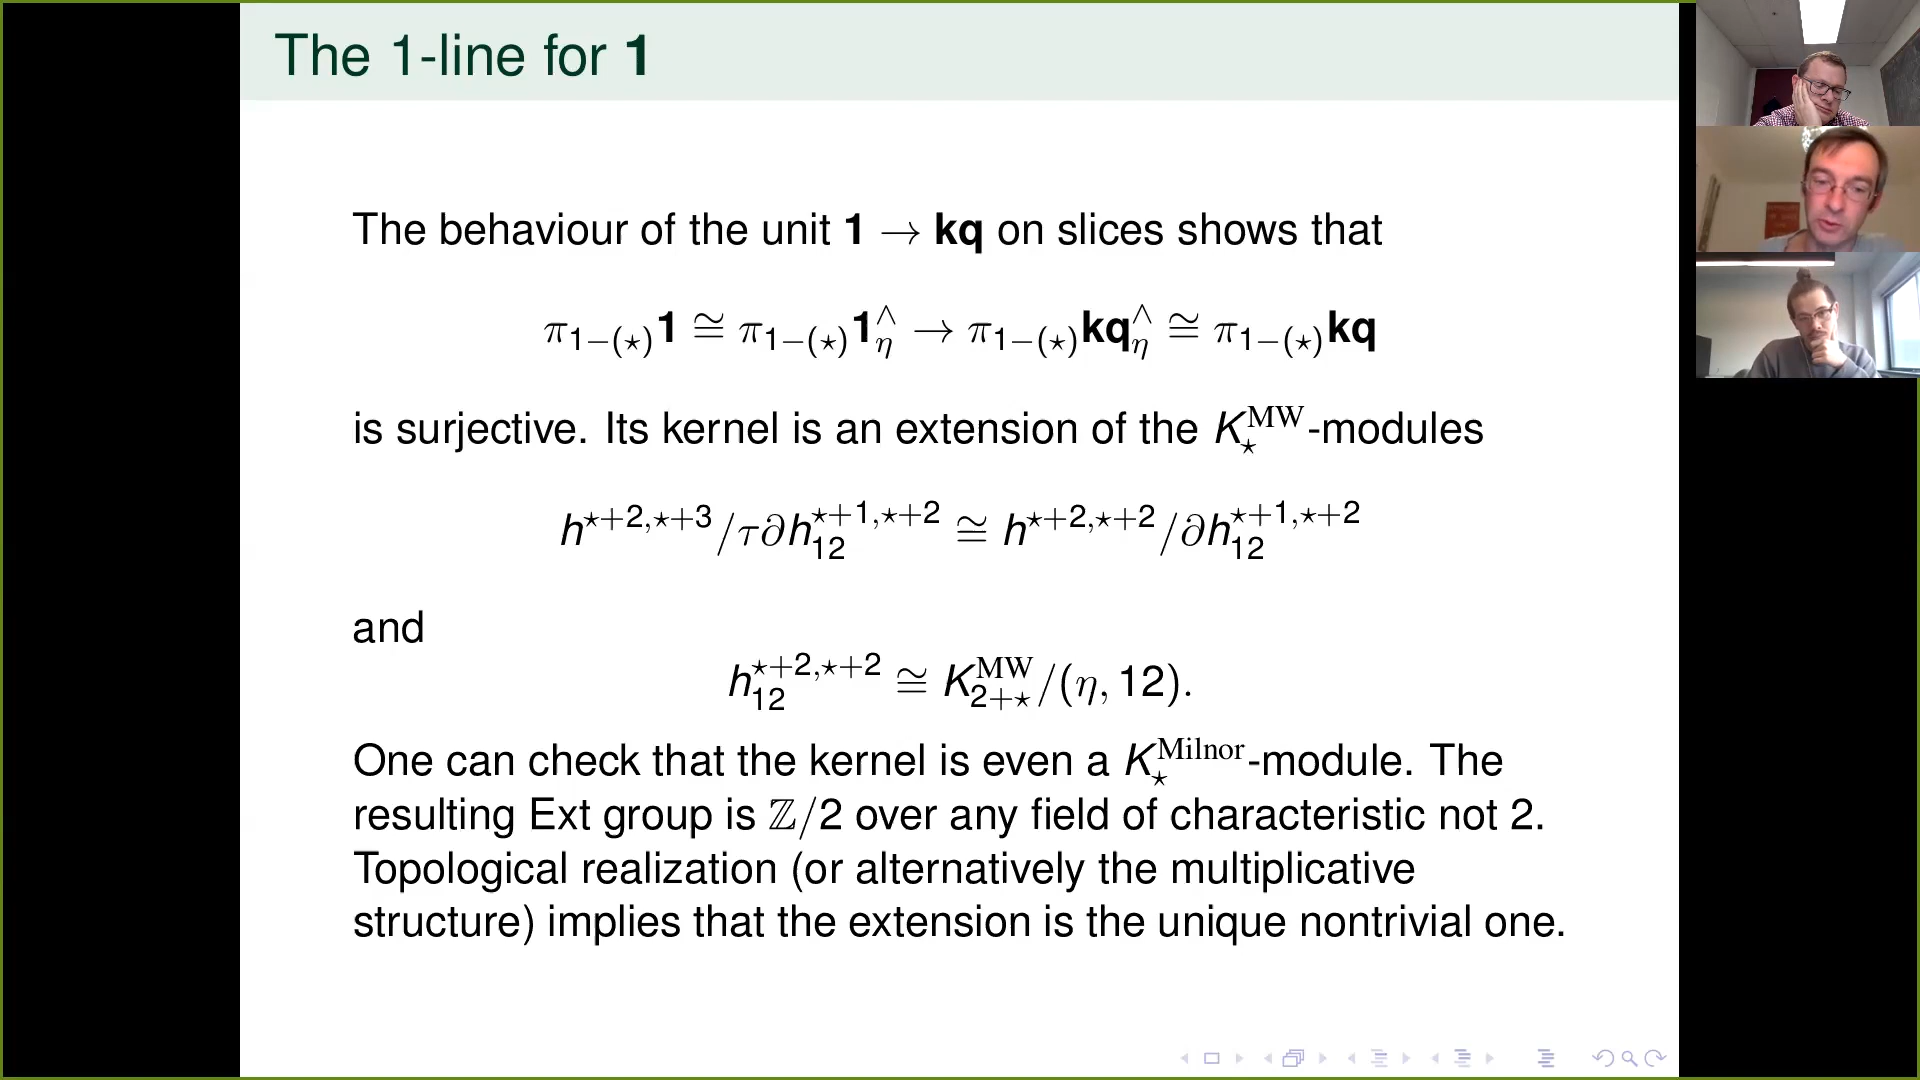 The 1-line for 1
The behaviour of the unit 1 → kq on slices shows that
π_{1−(⋆)}1 ≅ π_{1−(⋆)}1^∧_η → π_{1−(⋆)}kq^∧_η ≅ π_{1−(⋆)}kq
is surjective. Its kernel is an extension of the K^{MW}_⋆-modules
h^{⋆+2,⋆+3}/τ∂h^{⋆+1,⋆+2}_{12} ≅ h^{⋆+2,⋆+2}/∂h^{⋆+1,⋆+2}_{12}
and
h^{⋆+2,⋆+2}_{12} ≅ K^{MW}_{2+⋆}/(η, 12).
One can check that the kernel is even a K^{Milnor}_⋆-module. The
resulting Ext group is ℤ/2 over any field of characteristic not 2.
Topological realization (or alternatively the multiplicative
structure) implies that the extension is the unique nontrivial one.